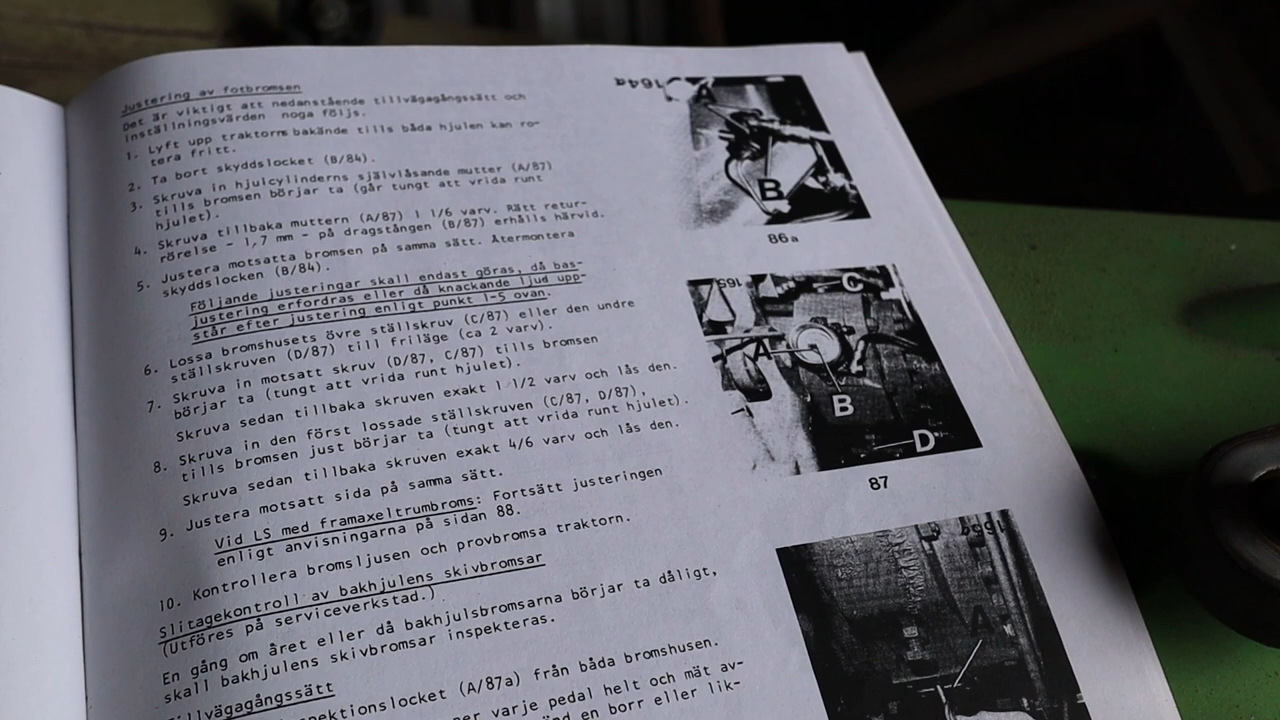 Justering av fotbromsen
Det är viktigt att nedanstående tillvägagångssätt och
inställningsvärden noga följs.
1. Lyft upp traktorns bakände tills båda hjulen kan ro-
tera fritt.
2. Ta bort skyddslocket (B/84).
3. Skruva in hjulcylinderns självlåsande mutter (A/87)
tills bromsen börjar ta (går tungt att vrida runt
hjulet).
4. Skruva tillbaka muttern (A/87) 1 1/6 varv. Rätt retur-
rörelse - 1,7 mm - på dragstången (B/87) erhålls härvid.
5. Justera motsatta bromsen på samma sätt. Återmontera
skyddslocken (B/84).
Följande justeringar skall endast göras, då bas-
justering erfordras eller då knackande ljud upp-
står efter justering enligt punkt 1-5 ovan.
6. Lossa bromshusets övre ställskruv (C/87) eller den undre
ställskruven (D/87) till friläge (ca 2 varv).
7. Skruva in motsatt skruv (D/87, C/87) tills bromsen
börjar ta (tungt att vrida runt hjulet).
Skruva sedan tillbaka skruven exakt 1 1/2 varv och lås den.
8. Skruva in den först lossade ställskruven (C/87, D/87),
tills bromsen just börjar ta (tungt att vrida runt hjulet).
Skruva sedan tillbaka skruven exakt 4/6 varv och lås den.
9. Justera motsatt sida på samma sätt.
Vid LS med framaxeltrumbroms: Fortsätt justeringen
enligt anvisningarna på sidan 88.
10. Kontrollera bromsljusen och provbromsa traktorn.
Slitagekontroll av bakhjulens skivbromsar
(Utföres på serviceverkstad.)
En gång om året eller då bakhjulsbromsarna börjar ta dåligt,
skall bakhjulens skivbromsar inspekteras.
Tillvägagångssätt
inspektionslocket (A/87a) från båda bromshusen.
ner varje pedal helt och mät av-
en borr eller lik-
164a
A
B
86a
165
C
A
B
D
87
A